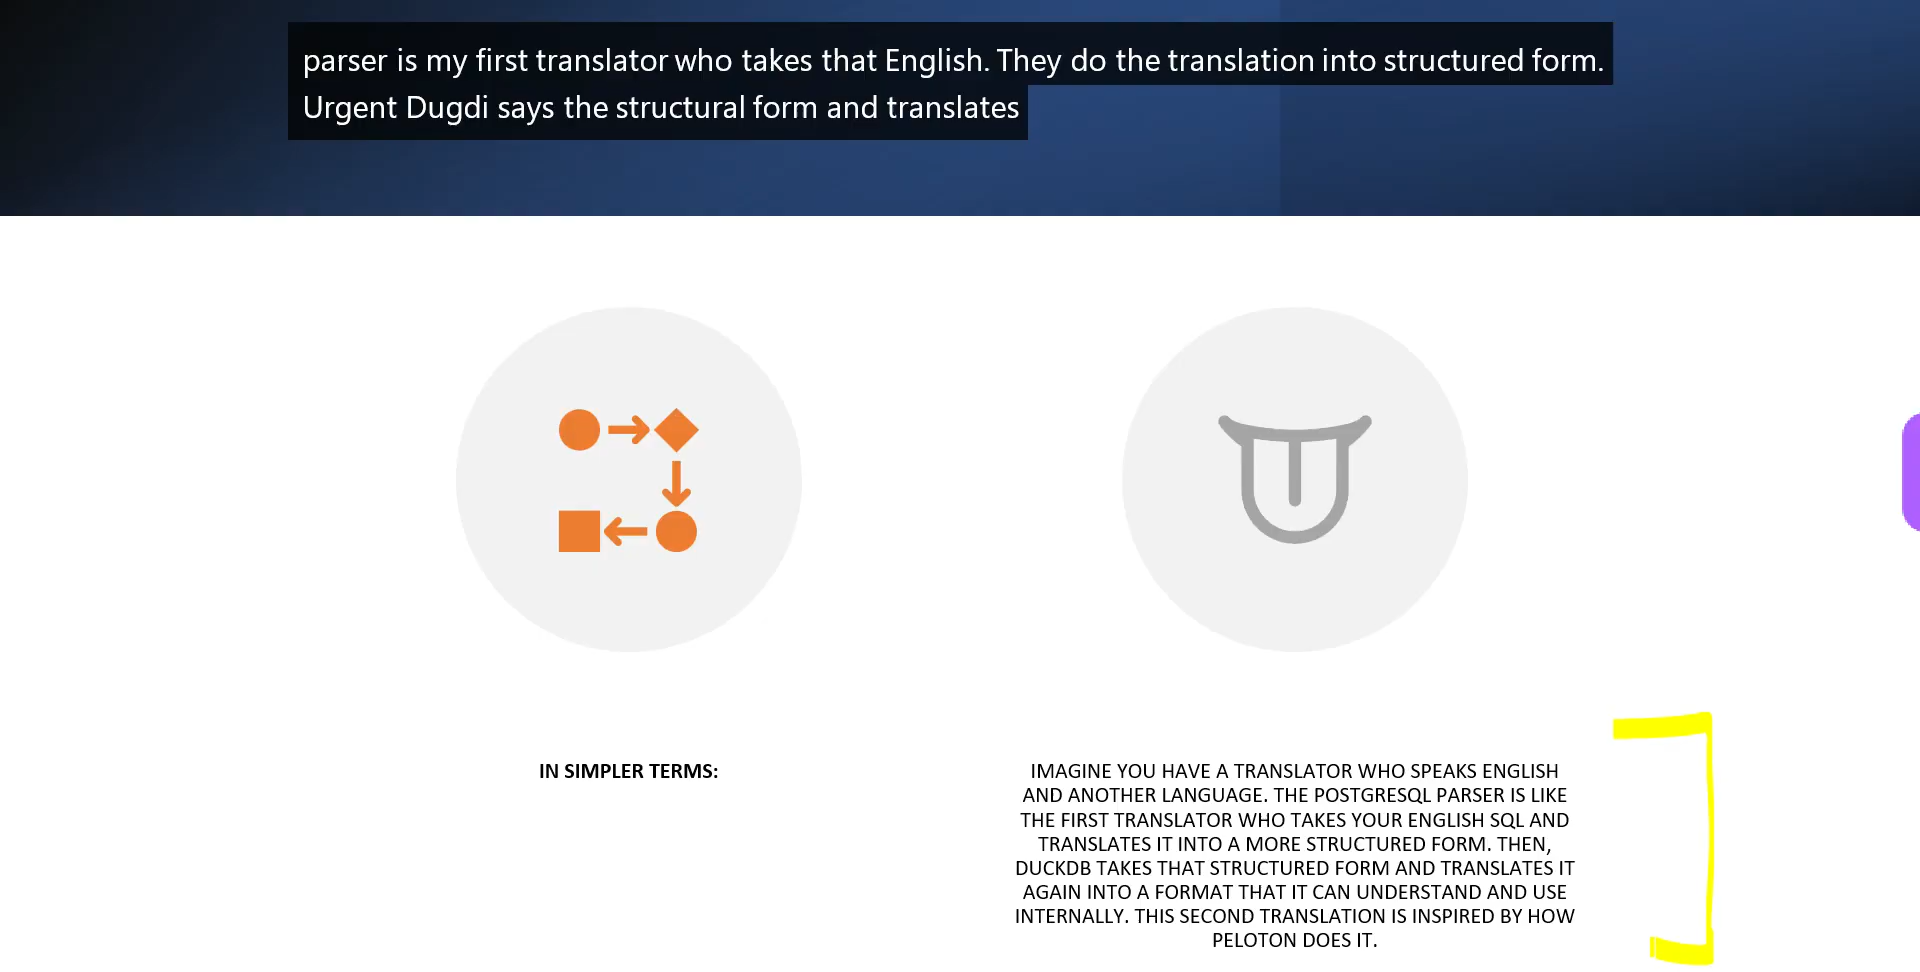 parser is my first translator who takes that English. They do the translation into structured form.
Urgent Dugdi says the structural form and translates
IN SIMPLER TERMS:
IMAGINE YOU HAVE A TRANSLATOR WHO SPEAKS ENGLISH
AND ANOTHER LANGUAGE. THE POSTGRESQL PARSER IS LIKE
THE FIRST TRANSLATOR WHO TAKES YOUR ENGLISH SQL AND
TRANSLATES IT INTO A MORE STRUCTURED FORM. THEN,
DUCKDB TAKES THAT STRUCTURED FORM AND TRANSLATES IT
AGAIN INTO A FORMAT THAT IT CAN UNDERSTAND AND USE
INTERNALLY. THIS SECOND TRANSLATION IS INSPIRED BY HOW
PELOTON DOES IT.